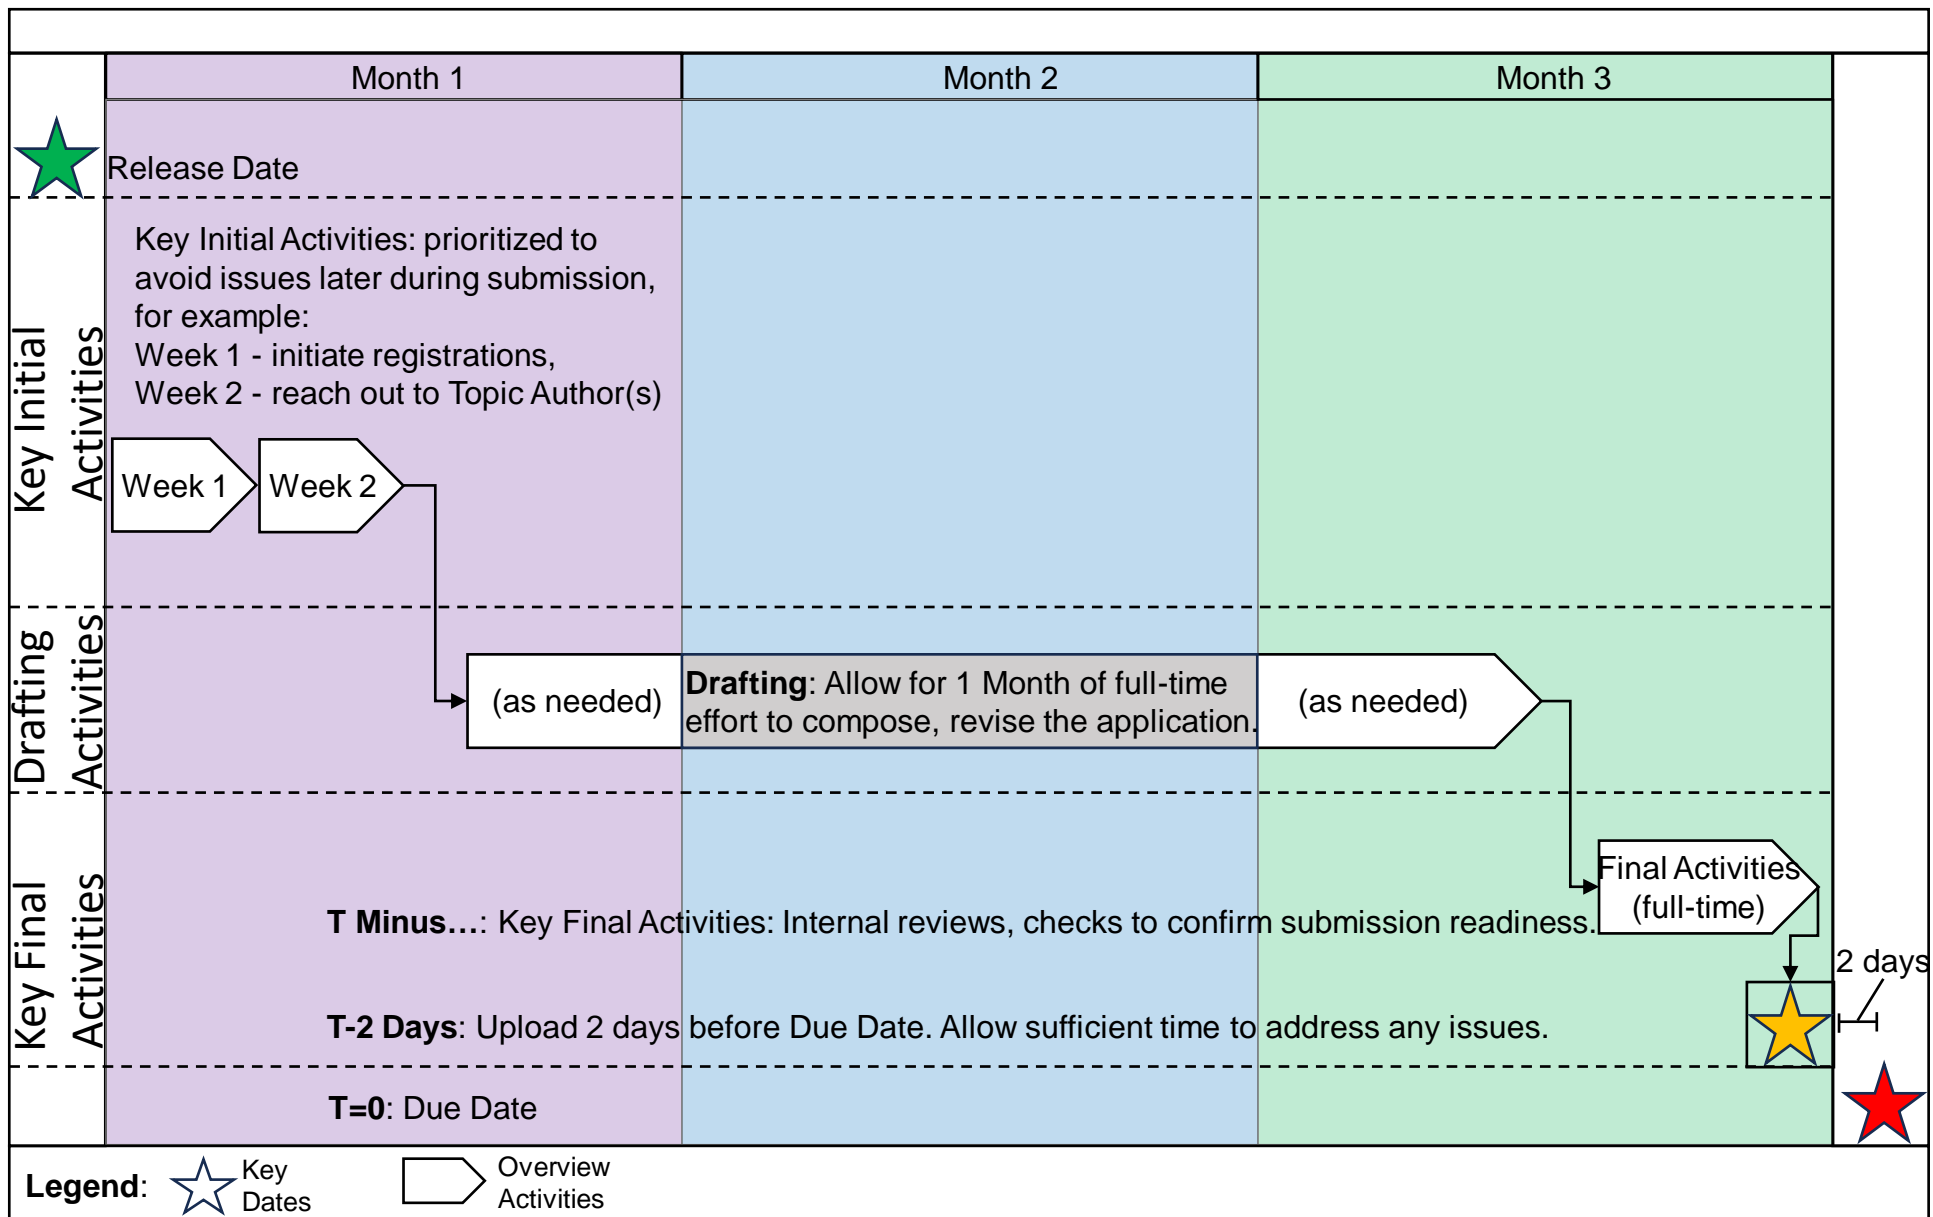 Month 1
Month 2
Month 3
Release Date
Key Initial
Activities
Key Initial Activities: prioritized to
avoid issues later during submission,
for example:
Week 1 - initiate registrations,
Week 2 - reach out to Topic Author(s)
Week 1
Week 2
Drafting
Activities
(as needed)
Drafting: Allow for 1 Month of full-time
effort to compose, revise the application.
(as needed)
Key Final
Activities
Final Activities
(full-time)
T Minus…: Key Final Activities: Internal reviews, checks to confirm submission readiness.
2 days
T-2 Days: Upload 2 days before Due Date. Allow sufficient time to address any issues.
T=0: Due Date
Legend:
Key
Dates
Overview
Activities